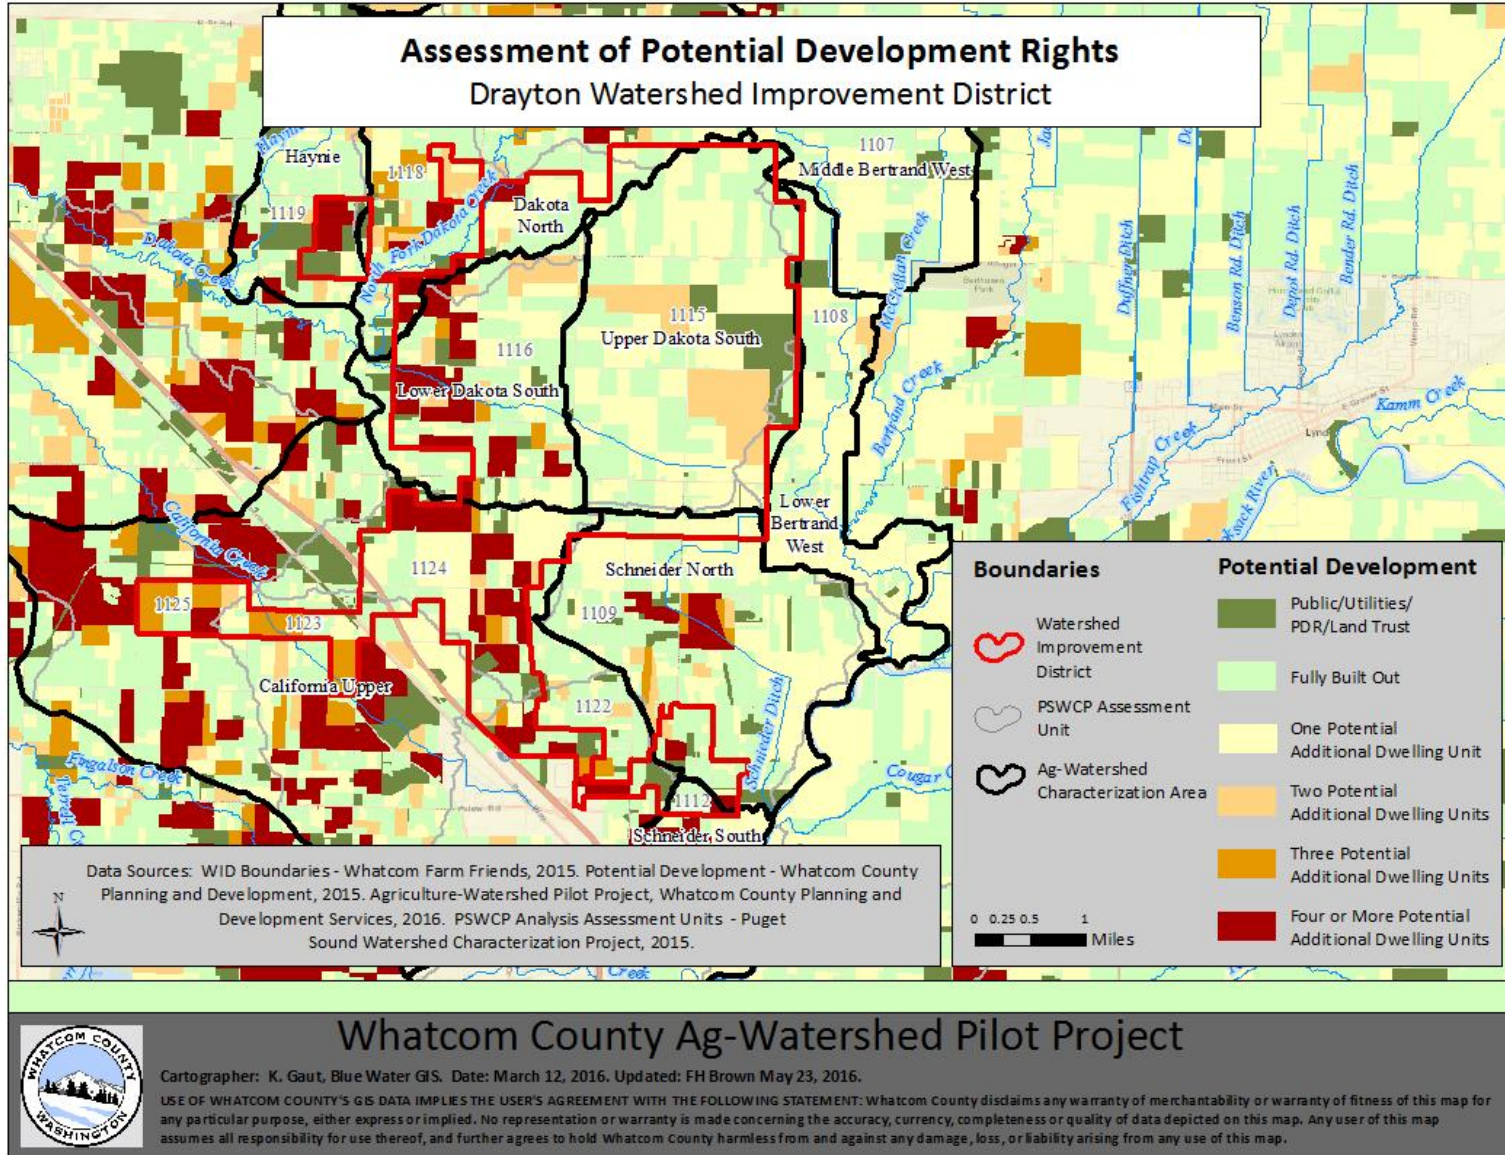 Assessment of Potential Development Rights
Drayton Watershed Improvement District
Haynie
1118
1119
Dakota
North
North Fork Dakota Creek
Dakota Creek
1107
Middle Bertrand West
1115
Upper Dakota South
1108
1116
Lower Dakota South
McClellan Creek
Bertrand Creek
Duffner Ditch
Benson Rd. Ditch
Depot Rd. Ditch
Bender Rd. Ditch
Kamm Creek
Fishtrap Creek
Lower
Bertrand
West
California Creek
1124
Schneider North
1125
1123
1109
California Upper
1122
Schnieder Ditch
Fingalson Creek
1112
Schneider South
Creek
Boundaries
Watershed
Improvement
District
PSWCP Assessment
Unit
Ag-Watershed
Characterization Area
0 0.25 0.5 1
Miles
Potential Development
Public/Utilities/
PDR/Land Trust
Fully Built Out
One Potential
Additional Dwelling Unit
Two Potential
Additional Dwelling Units
Three Potential
Additional Dwelling Units
Four or More Potential
Additional Dwelling Units
N
Data Sources: WID Boundaries - Whatcom Farm Friends, 2015. Potential Development - Whatcom County
Planning and Development, 2015. Agriculture-Watershed Pilot Project, Whatcom County Planning and
Development Services, 2016. PSWCP Analysis Assessment Units - Puget
Sound Watershed Characterization Project, 2015.
WHATCOM COUNTY
WASHINGTON
Whatcom County Ag-Watershed Pilot Project
Cartographer: K. Gaut, Blue Water GIS. Date: March 12, 2016. Updated: FH Brown May 23, 2016.
USE OF WHATCOM COUNTY'S GIS DATA IMPLIES THE USER'S AGREEMENT WITH THE FOLLOWING STATEMENT: Whatcom County disclaims any warranty of merchantability or warranty of fitness of this map for
any particular purpose, either express or implied. No representation or warranty is made concerning the accuracy, currency, completeness or quality of data depicted on this map. Any user of this map
assumes all responsibility for use thereof, and further agrees to hold Whatcom County harmless from and against any damage, loss, or liability arising from any use of this map.